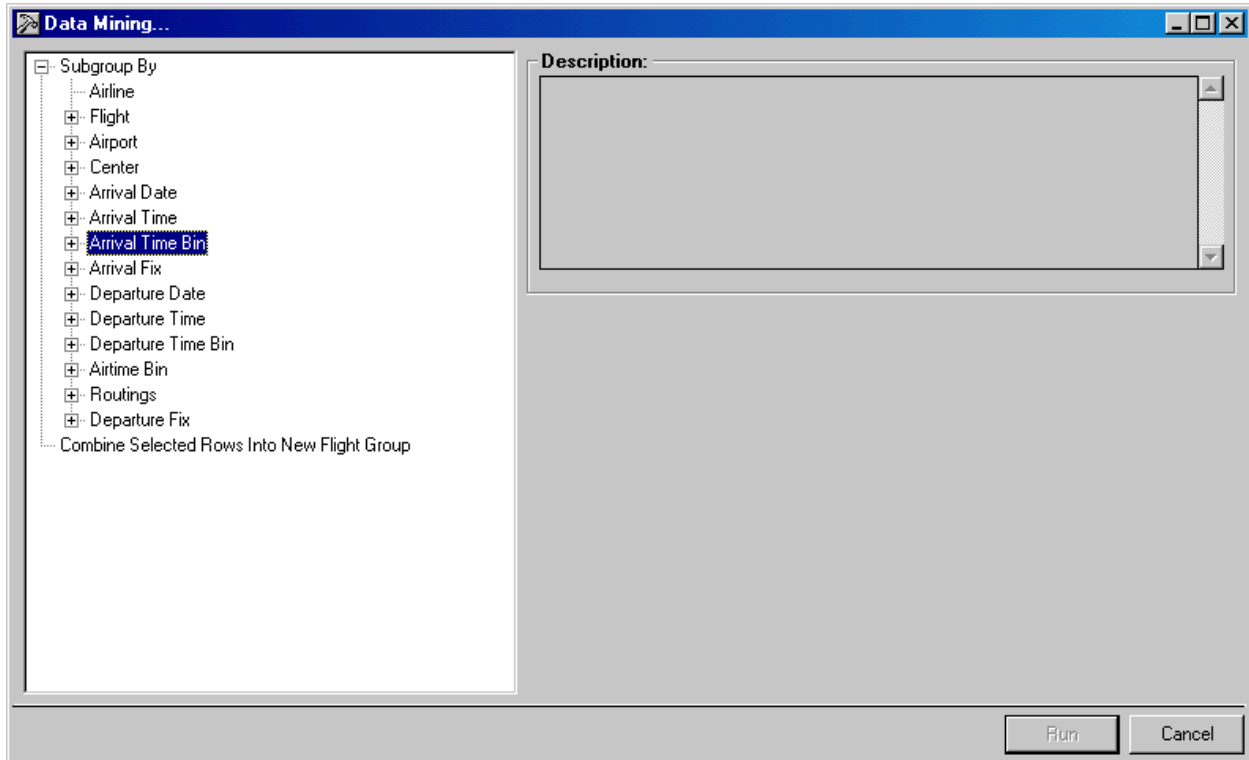 Data Mining...
Subgroup By
Airline
Flight
Airport
Center
Arrival Date
Arrival Time
Arrival Time Bin
Arrival Fix
Departure Date
Departure Time
Departure Time Bin
Airtime Bin
Routings
Departure Fix
Combine Selected Rows Into New Flight Group
Description:
Run
Cancel